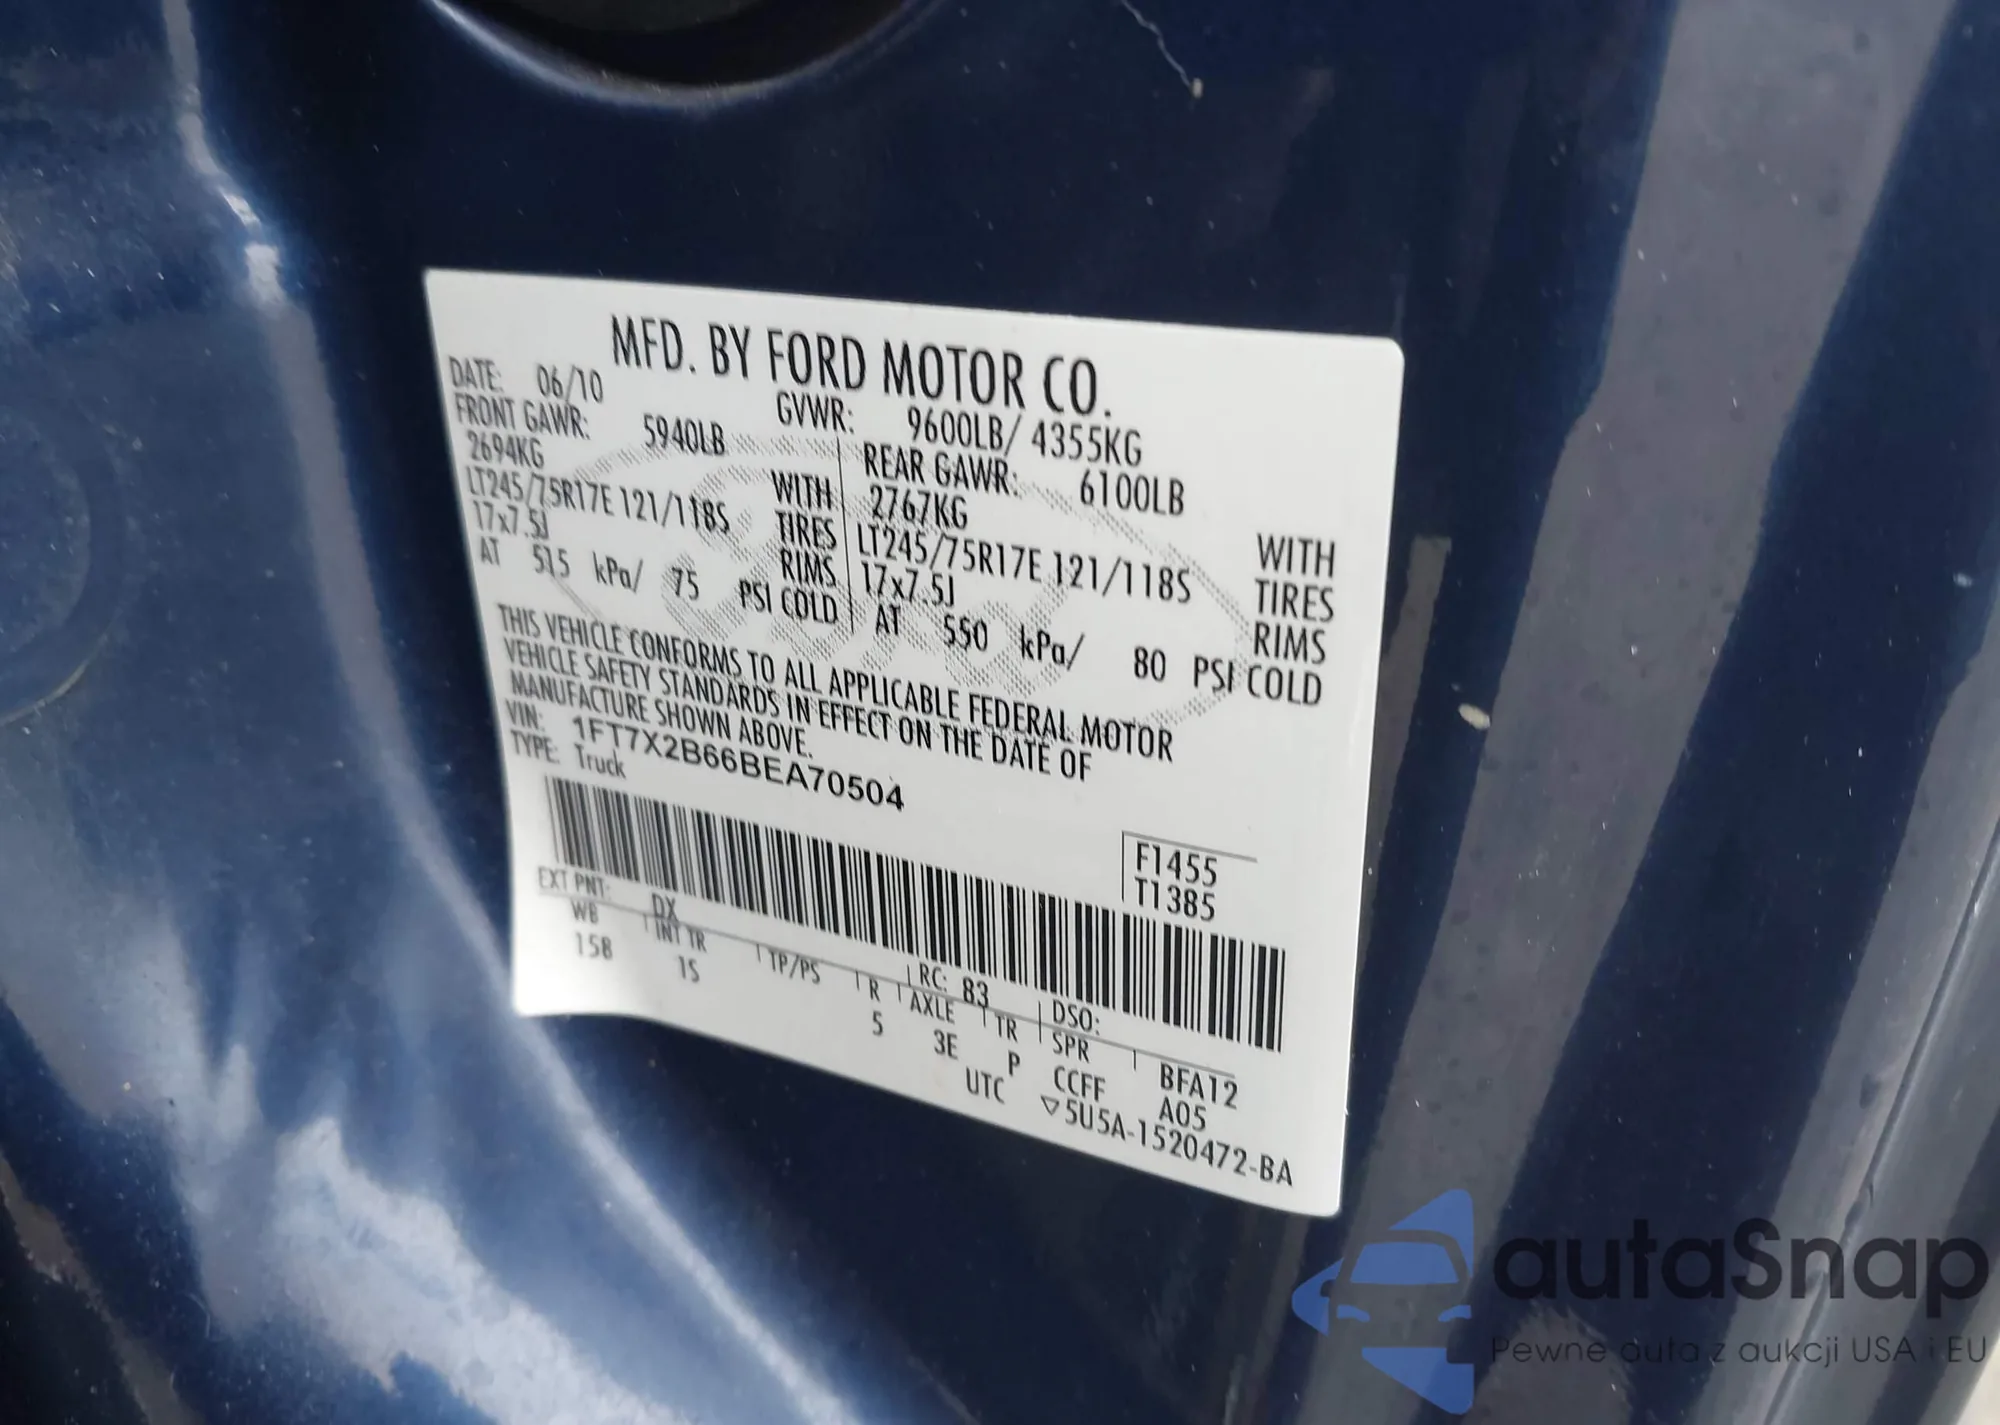 MFD. BY FORD MOTOR CO.
DATE: 06/10 GVWR: 9600LB/ 4355KG
FRONT GAWR: 5940LB REAR GAWR: 6100LB
2694KG WITH 2767KG WITH
LT245/75R17E 121/118S TIRES LT245/75R17E 121/118S TIRES
17x7.5J RIMS 17x7.5J RIMS
AT 515 kPa/ 75 PSI COLD AT 550 kPa/ 80 PSI COLD
THIS VEHICLE CONFORMS TO ALL APPLICABLE FEDERAL MOTOR
VEHICLE SAFETY STANDARDS IN EFFECT ON THE DATE OF
MANUFACTURE SHOWN ABOVE.
VIN: 1FT7X2B66BEA70504
TYPE: Truck
F1455
T1385
EXT PNT: DX RC: 83 DSO:
WB INT TR TP/PS R AXLE TR SPR BFA12
158 1S 5 3E P CCFF A05
UTC ▽5U5A-1520472-BA
autaSnap
Pewne auta z aukcji USA i EU